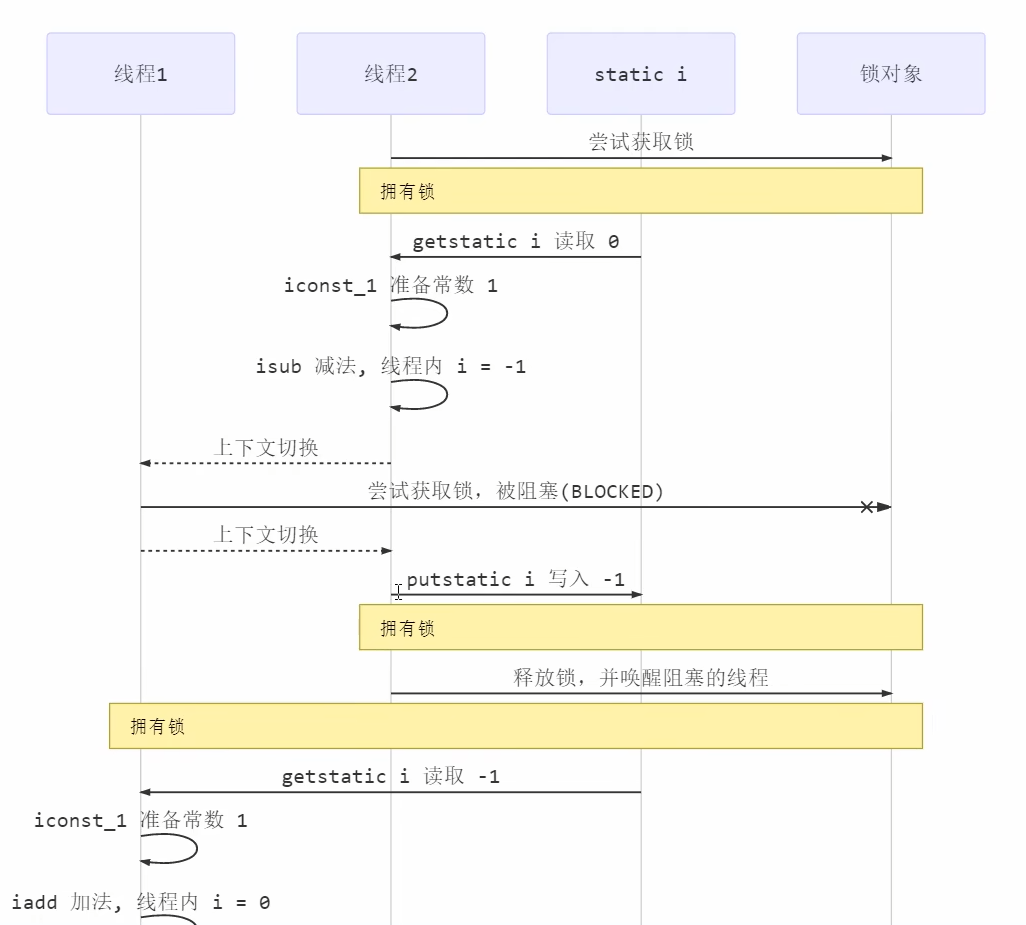 线程1
线程2
static i
锁对象
尝试获取锁
拥有锁
getstatic i 读取 0
iconst_1 准备常数 1
isub 减法, 线程内 i = -1
上下文切换
尝试获取锁，被阻塞(BLOCKED)
上下文切换
putstatic i 写入 -1
拥有锁
释放锁，并唤醒阻塞的线程
拥有锁
getstatic i 读取 -1
iconst_1 准备常数 1
iadd 加法, 线程内 i = 0